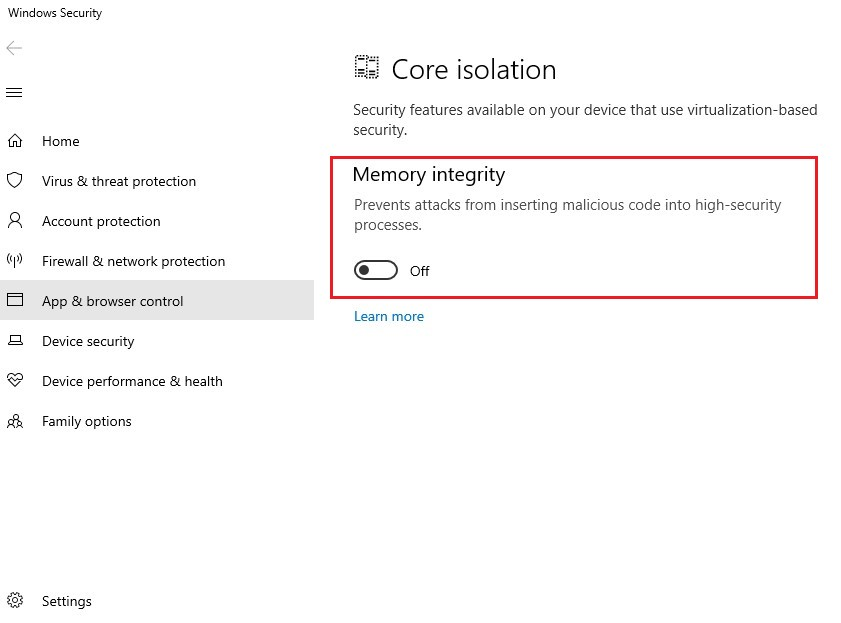 Windows Security
Home
Virus & threat protection
Account protection
Firewall & network protection
App & browser control
Device security
Device performance & health
Family options
Settings
Core isolation
Security features available on your device that use virtualization-based
security.
Memory integrity
Prevents attacks from inserting malicious code into high-security
processes.
Off
Learn more